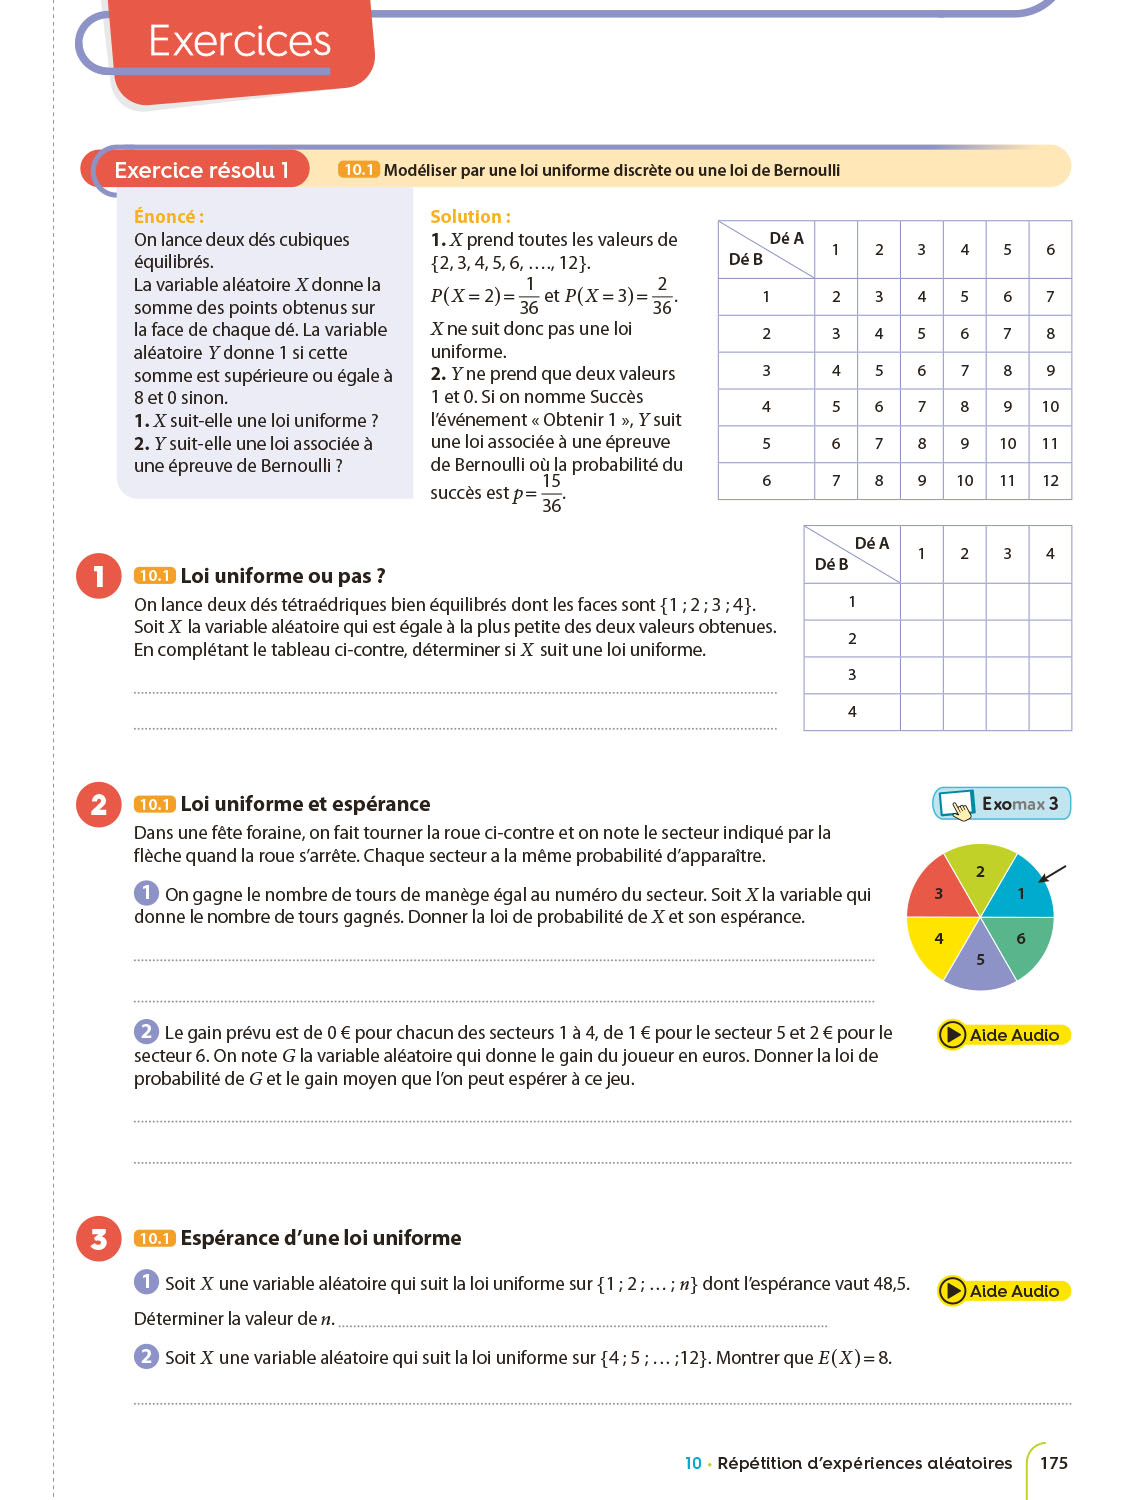 Exercices
Exercice résolu 1
10.1 Modéliser par une loi uniforme discrète ou une loi de Bernoulli
Énoncé :
On lance deux dés cubiques
équilibrés.
La variable aléatoire X donne la
somme des points obtenus sur
la face de chaque dé. La variable
aléatoire Y donne 1 si cette
somme est supérieure ou égale à
8 et 0 sinon.
1. X suit-elle une loi uniforme ?
2. Y suit-elle une loi associée à
une épreuve de Bernoulli ?
Solution :
1. X prend toutes les valeurs de
{2, 3, 4, 5, 6, …., 12}.
P(X = 2) = 1/36 et P(X = 3) = 2/36.
X ne suit donc pas une loi
uniforme.
2. Y ne prend que deux valeurs
1 et 0. Si on nomme Succès
l’événement « Obtenir 1 », Y suit
une loi associée à une épreuve
de Bernoulli où la probabilité du
succès est p = 15/36.
Dé A
Dé B
1 2 3 4 5 6
1 2 3 4 5 6 7
2 3 4 5 6 7 8
3 4 5 6 7 8 9
4 5 6 7 8 9 10
5 6 7 8 9 10 11
6 7 8 9 10 11 12
1
10.1 Loi uniforme ou pas ?
On lance deux dés tétraédriques bien équilibrés dont les faces sont {1 ; 2 ; 3 ; 4}.
Soit X la variable aléatoire qui est égale à la plus petite des deux valeurs obtenues.
En complétant le tableau ci-contre, déterminer si X suit une loi uniforme.
Dé A
Dé B
1 2 3 4
1
2
3
4
2
10.1 Loi uniforme et espérance
Exomax 3
Dans une fête foraine, on fait tourner la roue ci-contre et on note le secteur indiqué par la
flèche quand la roue s’arrête. Chaque secteur a la même probabilité d’apparaître.
1 On gagne le nombre de tours de manège égal au numéro du secteur. Soit X la variable qui
donne le nombre de tours gagnés. Donner la loi de probabilité de X et son espérance.
2
3 1
4 6
5
2 Le gain prévu est de 0 € pour chacun des secteurs 1 à 4, de 1 € pour le secteur 5 et 2 € pour le
secteur 6. On note G la variable aléatoire qui donne le gain du joueur en euros. Donner la loi de
probabilité de G et le gain moyen que l’on peut espérer à ce jeu.
Aide Audio
3
10.1 Espérance d’une loi uniforme
1 Soit X une variable aléatoire qui suit la loi uniforme sur {1 ; 2 ; … ; n} dont l’espérance vaut 48,5.
Aide Audio
Déterminer la valeur de n.
2 Soit X une variable aléatoire qui suit la loi uniforme sur {4 ; 5 ; … ;12}. Montrer que E(X) = 8.
10 • Répétition d’expériences aléatoires 175